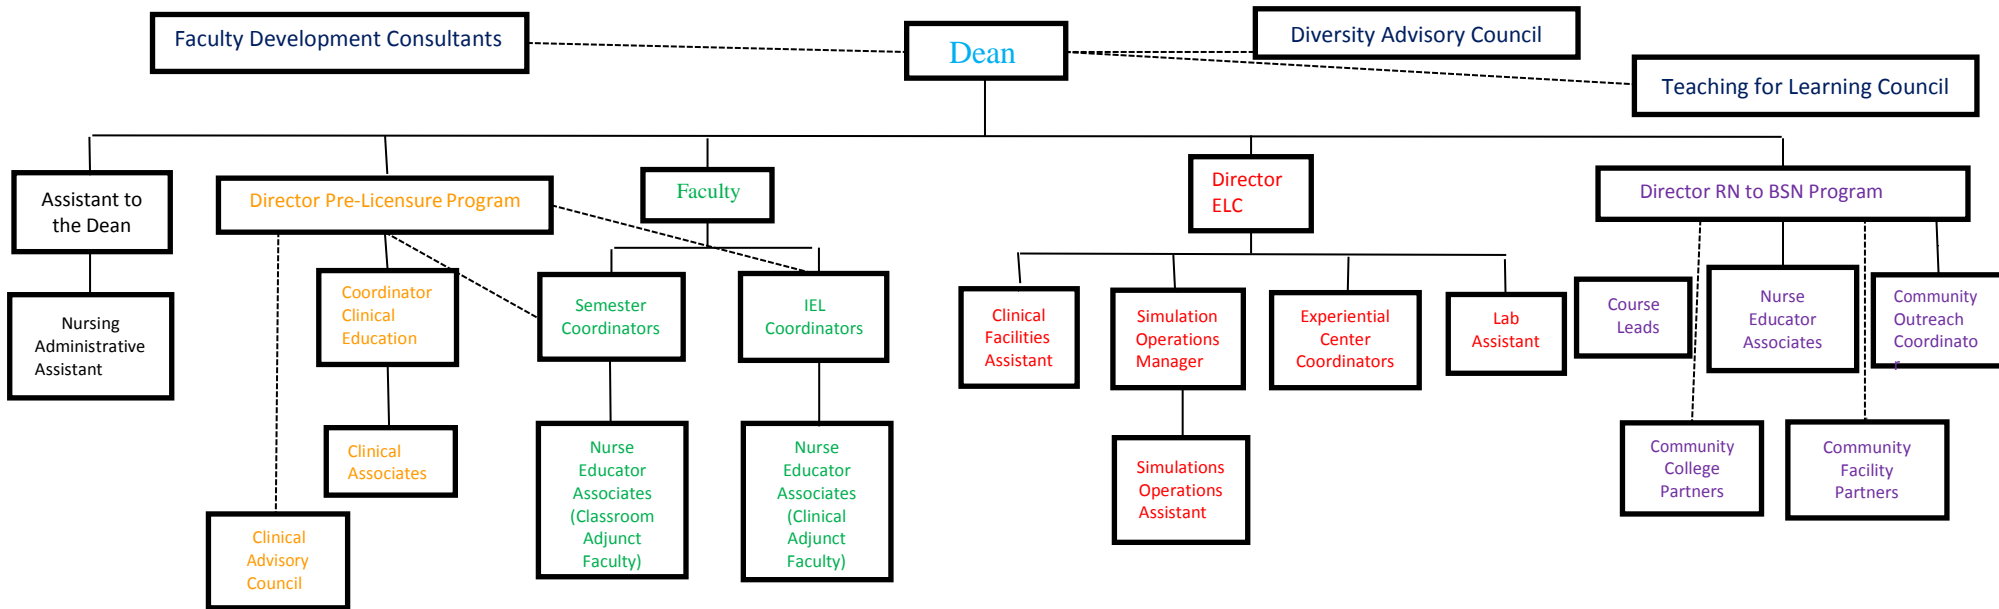 Faculty Development Consultants
Dean
Diversity Advisory Council
Teaching for Learning Council
Assistant to
the Dean
Director Pre-Licensure Program
Faculty
Director
ELC
Director RN to BSN Program
Nursing
Administrative
Assistant
Coordinator
Clinical
Education
Semester
Coordinators
IEL
Coordinators
Clinical
Facilities
Assistant
Simulation
Operations
Manager
Experiential
Center
Coordinators
Lab
Assistant
Course
Leads
Nurse
Educator
Associates
Community
Outreach
Coordinato
r
Clinical
Associates
Nurse
Educator
Associates
(Classroom
Adjunct
Faculty)
Nurse
Educator
Associates
(Clinical
Adjunct
Faculty)
Simulations
Operations
Assistant
Community
College
Partners
Community
Facility
Partners
Clinical
Advisory
Council